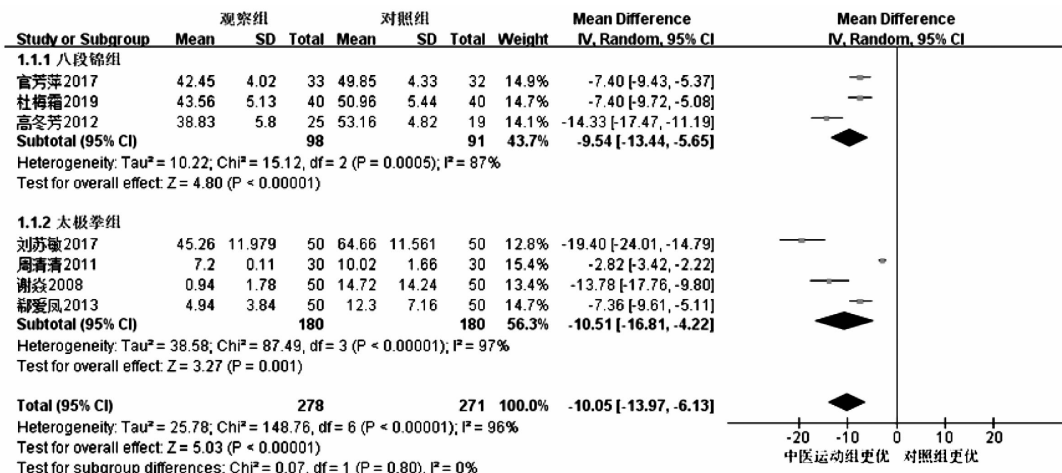 观察组 对照组 Mean Difference Mean Difference
Study or Subgroup Mean SD Total Mean SD Total Weight IV, Random, 95% CI IV, Random, 95% CI
1.1.1 八段锦组
官芳萍2017 42.45 4.02 33 49.85 4.33 32 14.9% -7.40 [-9.43, -5.37]
杜梅霜2019 43.56 5.13 40 50.96 5.44 40 14.7% -7.40 [-9.72, -5.08]
高冬芳2012 38.83 5.8 25 53.16 4.82 19 14.1% -14.33 [-17.47, -11.19]
Subtotal (95% CI) 98 91 43.7% -9.54 [-13.44, -5.65]
Heterogeneity: Tau² = 10.22; Chi² = 15.12, df = 2 (P = 0.0005); I² = 87%
Test for overall effect: Z = 4.80 (P < 0.00001)
1.1.2 太极拳组
刘苏敏2017 45.26 11.979 50 64.66 11.561 50 12.8% -19.40 [-24.01, -14.79]
周清清2011 7.2 0.11 30 10.02 1.66 30 15.4% -2.82 [-3.42, -2.22]
谢焱2008 0.94 1.78 50 14.72 14.24 50 13.4% -13.78 [-17.76, -9.80]
郗爱凤2013 4.94 3.84 50 12.3 7.16 50 14.7% -7.36 [-9.61, -5.11]
Subtotal (95% CI) 180 180 56.3% -10.51 [-16.81, -4.22]
Heterogeneity: Tau² = 38.58; Chi² = 87.49, df = 3 (P < 0.00001); I² = 97%
Test for overall effect: Z = 3.27 (P = 0.001)
Total (95% CI) 278 271 100.0% -10.05 [-13.97, -6.13]
Heterogeneity: Tau² = 25.78; Chi² = 148.76, df = 6 (P < 0.00001); I² = 96%
Test for overall effect: Z = 5.03 (P < 0.00001)
Test for subgroup differences: Chi² = 0.07, df = 1 (P = 0.80), I² = 0%
-20 -10 0 10 20
中医运动组更优 对照组更优